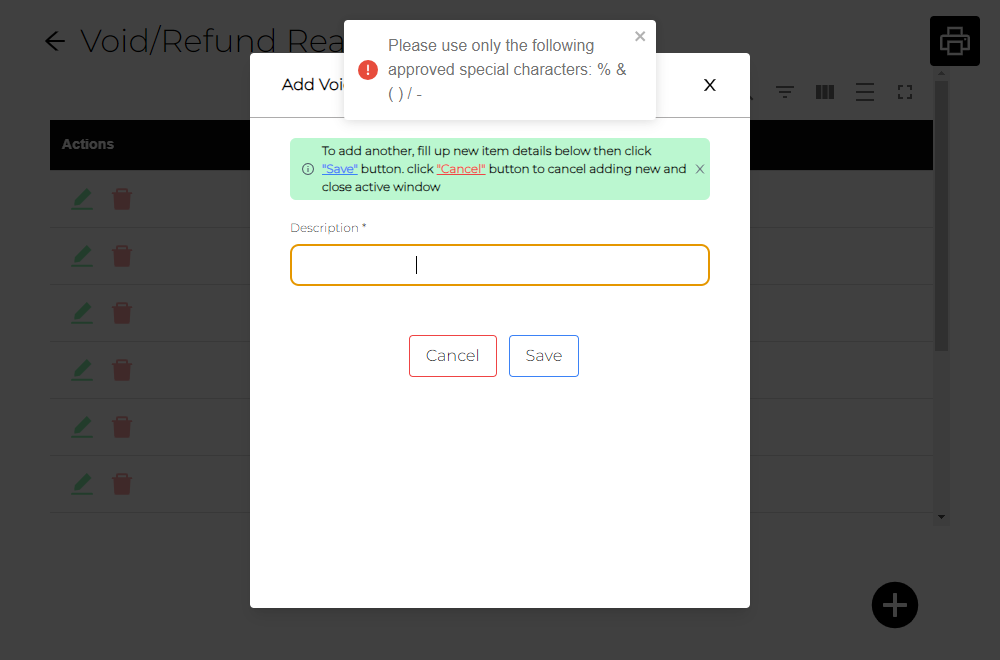 Void/Refund Rea
Please use only the following
approved special characters: % &
( ) / -
Add Voi
X
Actions
To add another, fill up new item details below then click
"Save" button. click "Cancel" button to cancel adding new and
close active window
Description *
Cancel
Save